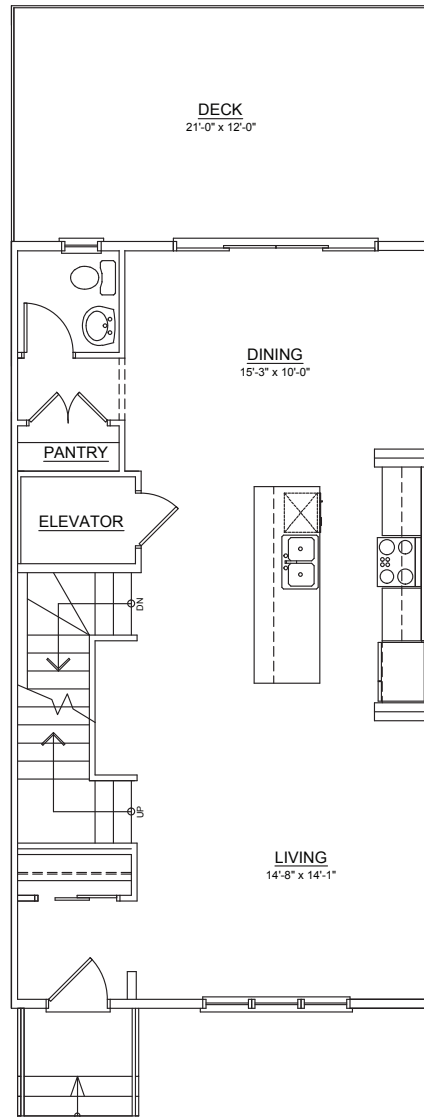 DECK
21'-0" x 12'-0"
DINING
15'-3" x 10'-0"
PANTRY
ELEVATOR
DN
UP
LIVING
14'-8" x 14'-1"